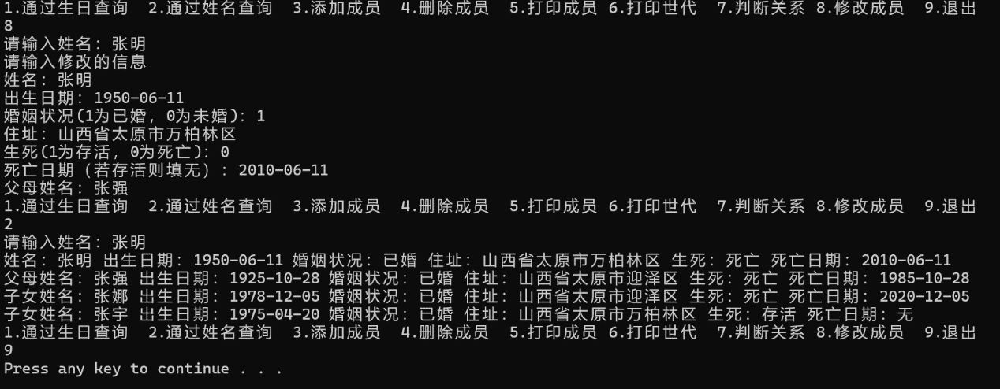 1.通过生日查询  2.通过姓名查询  3.添加成员  4.删除成员  5.打印成员 6.打印世代  7.判断关系 8.修改成员  9.退出
8
请输入姓名：张明
请输入修改的信息
姓名：张明
出生日期：1950-06-11
婚姻状况(1为已婚，0为未婚)：1
住址：山西省太原市万柏林区
生死(1为存活，0为死亡)：0
死亡日期（若存活则填无）：2010-06-11
父母姓名：张强
1.通过生日查询  2.通过姓名查询  3.添加成员  4.删除成员  5.打印成员 6.打印世代  7.判断关系 8.修改成员  9.退出
2
请输入姓名：张明
姓名：张明 出生日期：1950-06-11 婚姻状况：已婚 住址：山西省太原市万柏林区 生死：死亡 死亡日期：2010-06-11
父母姓名：张强 出生日期：1925-10-28 婚姻状况：已婚 住址：山西省太原市迎泽区 生死：死亡 死亡日期：1985-10-28
子女姓名：张娜 出生日期：1978-12-05 婚姻状况：已婚 住址：山西省太原市迎泽区 生死：死亡 死亡日期：2020-12-05
子女姓名：张宇 出生日期：1975-04-20 婚姻状况：已婚 住址：山西省太原市万柏林区 生死：存活 死亡日期：无
1.通过生日查询  2.通过姓名查询  3.添加成员  4.删除成员  5.打印成员 6.打印世代  7.判断关系 8.修改成员  9.退出
9
Press any key to continue . . .